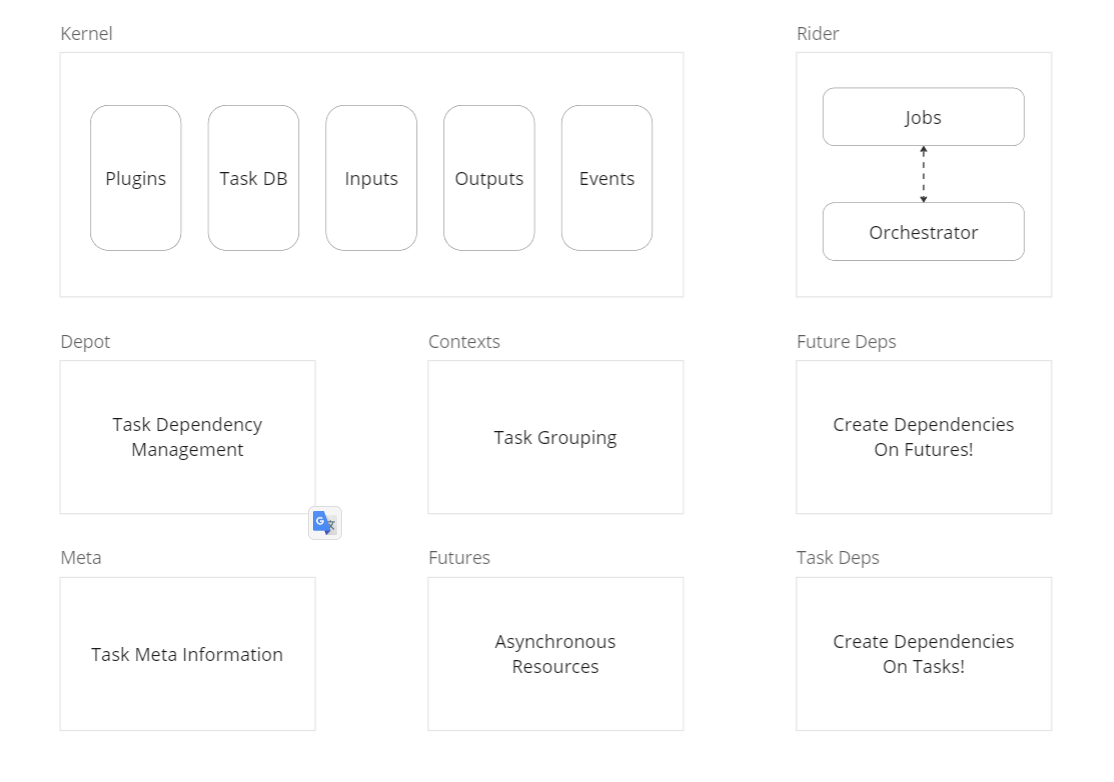 Kernel
Rider
Plugins
Task DB
Inputs
Outputs
Events
Jobs
Orchestrator
Depot
Contexts
Future Deps
Task Dependency
Management
Task Grouping
Create Dependencies
On Futures!
G 文
Meta
Futures
Task Deps
Task Meta Information
Asynchronous
Resources
Create Dependencies
On Tasks!